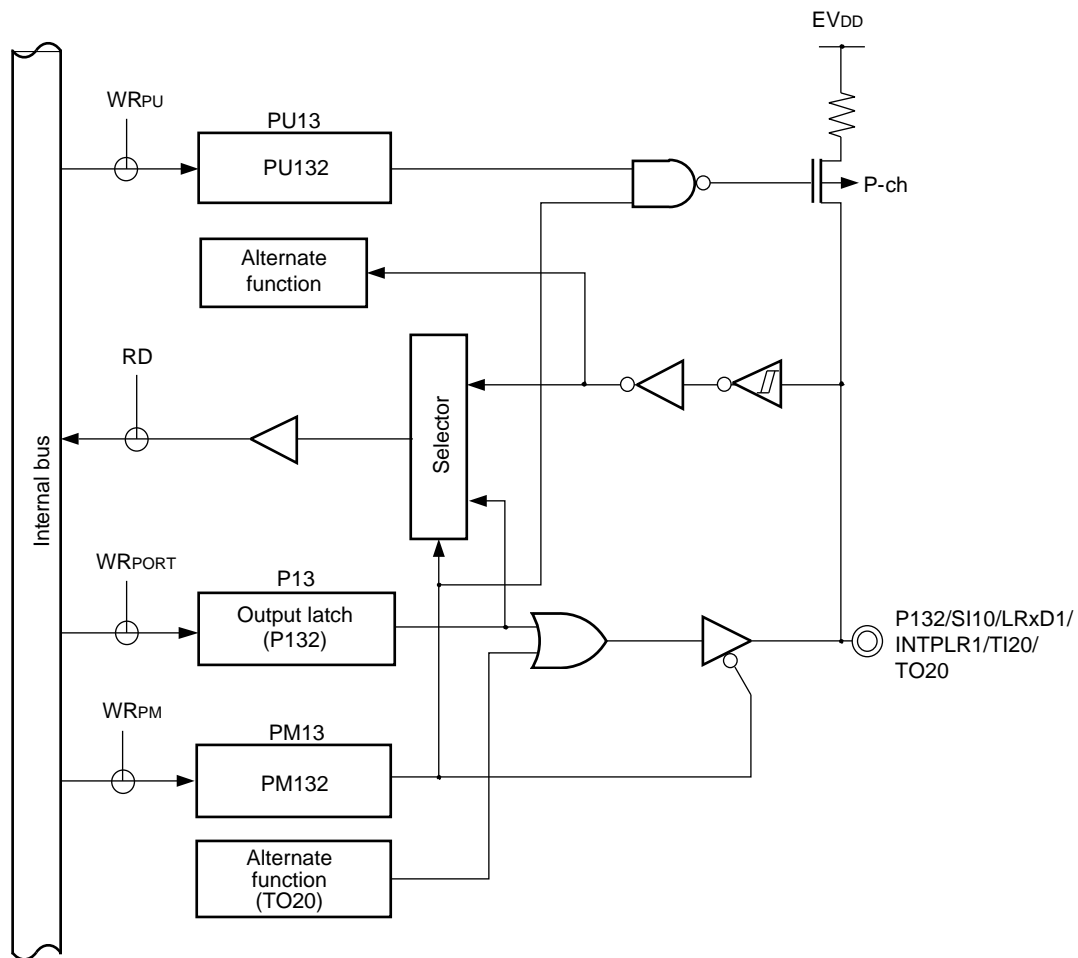 EVDD
WRPU
PU13
PU132
P-ch
Alternate
function
RD
Selector
Internal bus
WRPORT
P13
Output latch
(P132)
P132/SI10/LRxD1/
INTPLR1/TI20/
TO20
WRPM
PM13
PM132
Alternate
function
(TO20)